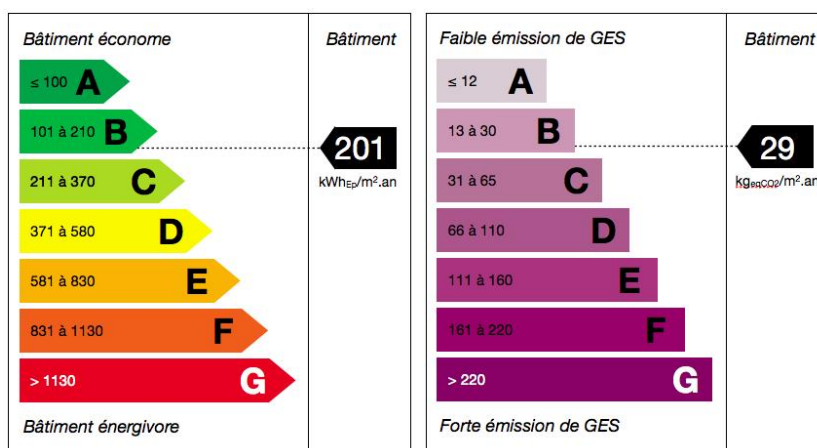 Bâtiment économe
Bâtiment
≤ 100 A
101 à 210 B
201
kWhEp/m².an
211 à 370 C
371 à 580 D
581 à 830 E
831 à 1130 F
> 1130 G
Bâtiment énergivore
Faible émission de GES
Bâtiment
≤ 12 A
13 à 30 B
29
kgeqCO2/m².an
31 à 65 C
66 à 110 D
111 à 160 E
161 à 220 F
> 220 G
Forte émission de GES